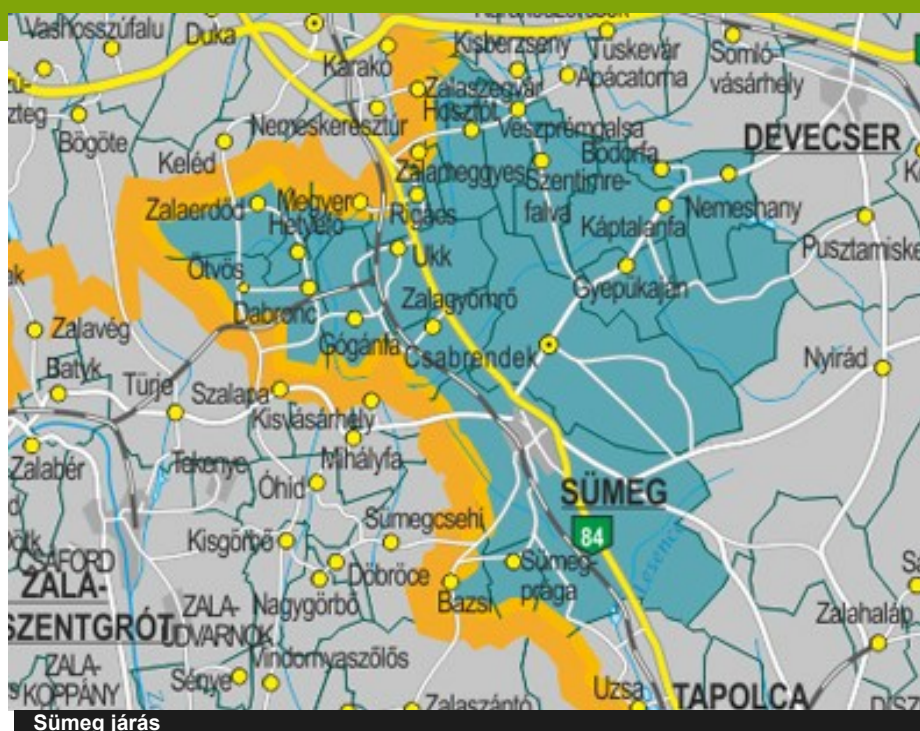 Vashosszúfalu
Duka
Karakó
Kisberzseny
Tüskevár
Somló-
vásárhely
Zalaszegvár
Apácatorna
Bögöte
Nemeskeresztúr
Hosztót
Veszprémgalsa
DEVECSER
Keléd
Bodorfa
Zalameggyes
Szentimre-
falva
Zalaerdőd
Megyer
Rigács
Nemeshany
Hetyefő
Káptalanfa
Pusztamiske
Ötvös
Ukk
Gyepükaján
Dabronc
Zalagyömrő
Zalavég
Gógánfa
Csabrendek
Nyirád
Batyk
Türje
Szalapa
Kisvásárhely
Zalabér
Tekenye
Mihályfa
Óhid
SÜMEG
84
Sümegcsehi
Kisgörbő
Lesence
Sümeg-
prága
Döbröce
ZALA-
SZENTGRÓT
ZALA-
UDVARNOK
Nagygörbő
Bazsi
Zalahaláp
Vindornyaszőlős
ZALA-
KOPPÁNY
Sénye
Zalaszántó
Uzsa
TAPOLCA
Sümeg járás